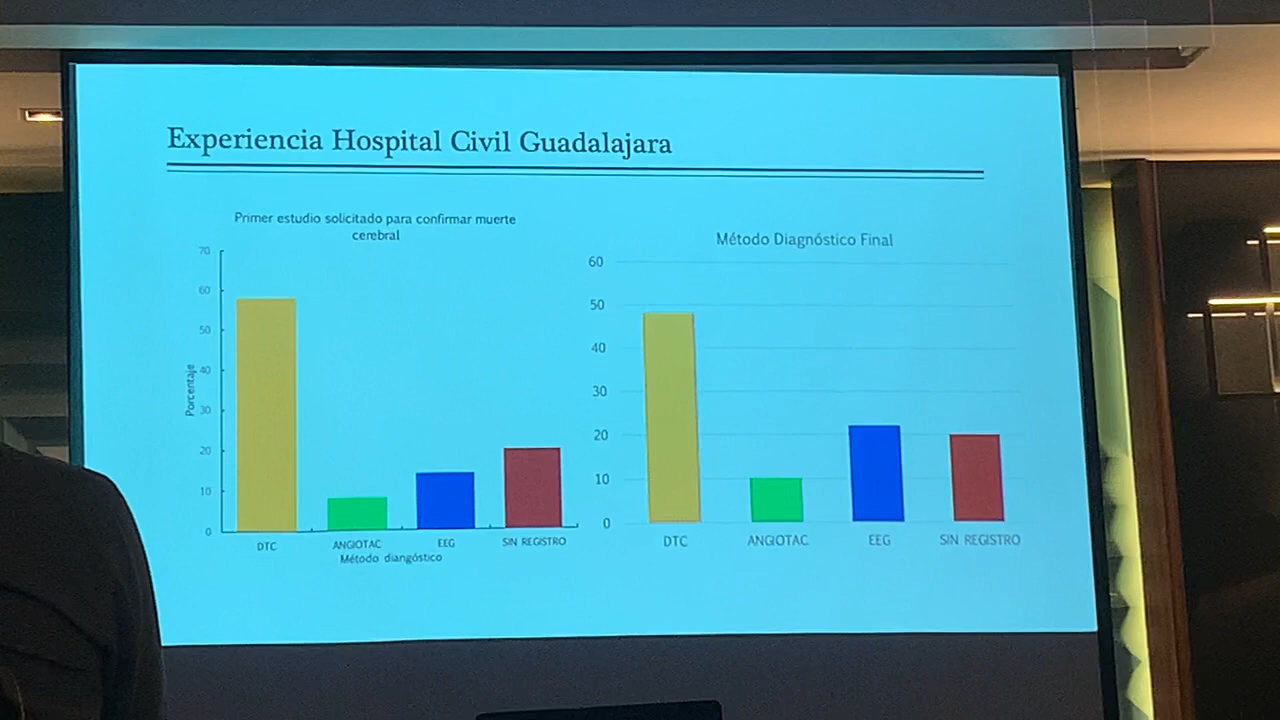 Experiencia Hospital Civil Guadalajara
Primer estudio solicitado para confirmar muerte
cerebral
70
60
50
40
30
20
10
0
Porcentaje
DTC
ANGIOTAC
EEG
SIN REGISTRO
Método diangóstico
Método Diagnóstico Final
60
50
40
30
20
10
0
DTC
ANGIOTAC
EEG
SIN REGISTRO